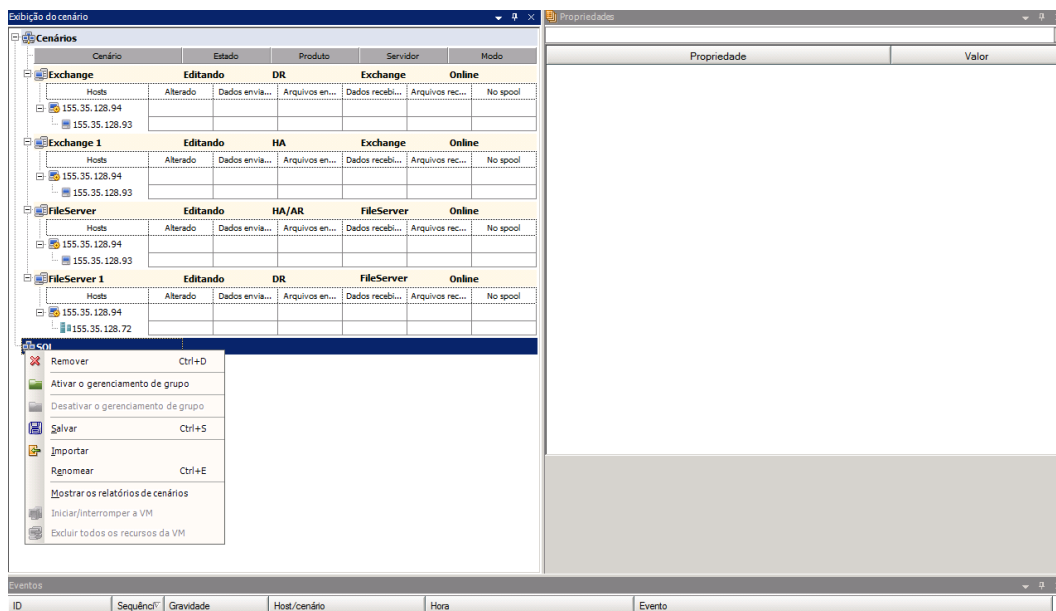 Exibição do cenário
Propriedades
Cenários
Cenário Estado Produto Servidor Modo
Propriedade Valor
Exchange Editando DR Exchange Online
Hosts Alterado Dados envia... Arquivos en... Dados recebi... Arquivos rec... No spool
155.35.128.94
155.35.128.93
Exchange 1 Editando HA Exchange Online
Hosts Alterado Dados envia... Arquivos en... Dados recebi... Arquivos rec... No spool
155.35.128.94
155.35.128.93
FileServer Editando HA/AR FileServer Online
Hosts Alterado Dados envia... Arquivos en... Dados recebi... Arquivos rec... No spool
155.35.128.94
155.35.128.93
FileServer 1 Editando DR FileServer Online
Hosts Alterado Dados envia... Arquivos en... Dados recebi... Arquivos rec... No spool
155.35.128.94
155.35.128.72
SQL
Remover Ctrl+D
Ativar o gerenciamento de grupo
Desativar o gerenciamento de grupo
Salvar Ctrl+S
Importar
Renomear Ctrl+E
Mostrar os relatórios de cenários
Iniciar/interromper a VM
Excluir todos os recursos da VM
Eventos
ID Sequênci Gravidade Host/cenário Hora Evento